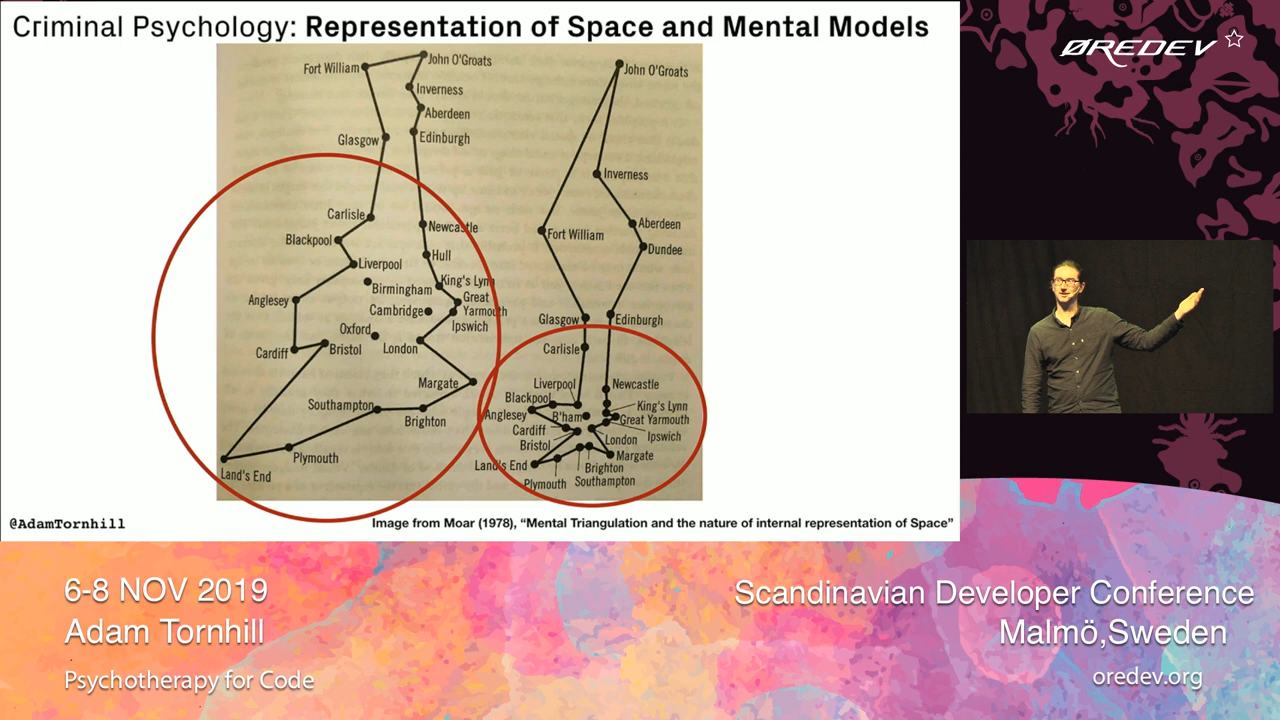 Criminal Psychology: Representation of Space and Mental Models
Fort William
John O'Groats
Inverness
Aberdeen
Glasgow
Edinburgh
Carlisle
Newcastle
Blackpool
Hull
Liverpool
Birmingham
King's Lynn
Anglesey
Great
Yarmouth
Cambridge
Ipswich
Oxford
Cardiff
Bristol
London
Margate
Southampton
Brighton
Plymouth
Land's End
John O'Groats
Inverness
Aberdeen
Fort William
Dundee
Glasgow
Edinburgh
Carlisle
Liverpool
Newcastle
Blackpool
King's Lynn
Anglesey
B'ham
Great Yarmouth
Cardiff
Ipswich
Bristol
London
Margate
Land's End
Brighton
Plymouth
Southampton
@AdamTornhill
Image from Moar (1978), “Mental Triangulation and the nature of internal representation of Space”
ØREDEV
6-8 NOV 2019
Adam Tornhill
Psychotherapy for Code
Scandinavian Developer Conference
Malmö,Sweden
oredev.org